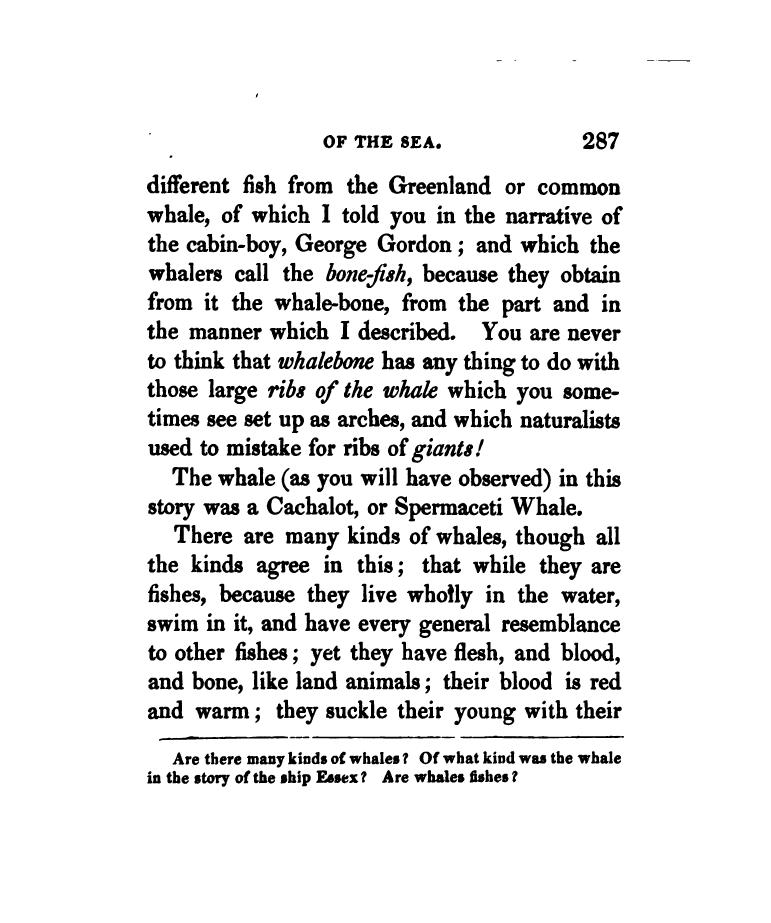 OF THE SEA. 287
different fish from the Greenland or common
whale, of which I told you in the narrative of
the cabin-boy, George Gordon; and which the
whalers call the bone-fish, because they obtain
from it the whale-bone, from the part and in
the manner which I described. You are never
to think that whalebone has any thing to do with
those large ribs of the whale which you some-
times see set up as arches, and which naturalists
used to mistake for ribs of giants!
The whale (as you will have observed) in this
story was a Cachalot, or Spermaceti Whale.
There are many kinds of whales, though all
the kinds agree in this; that while they are
fishes, because they live wholly in the water,
swim in it, and have every general resemblance
to other fishes; yet they have flesh, and blood,
and bone, like land animals; their blood is red
and warm; they suckle their young with their
Are there many kinds of whales? Of what kind was the whale
in the story of the ship Essex? Are whales fishes?